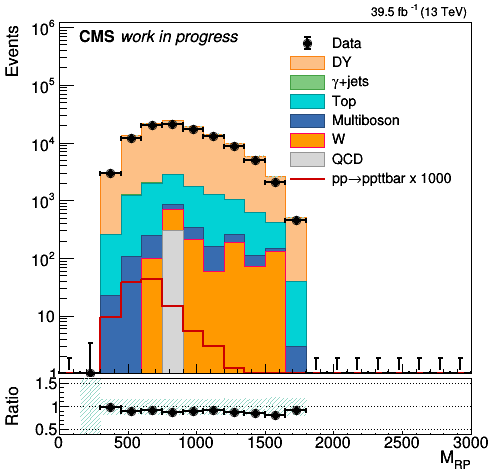 39.5 fb⁻¹ (13 TeV)
CMS work in progress
Events
10⁶
10⁵
10⁴
10³
10²
10
1
Data
DY
γ+jets
Top
Multiboson
W
QCD
pp→ppttbar x 1000
Ratio
1.5
1
0.5
0 500 1000 1500 2000 2500 3000
M_RP